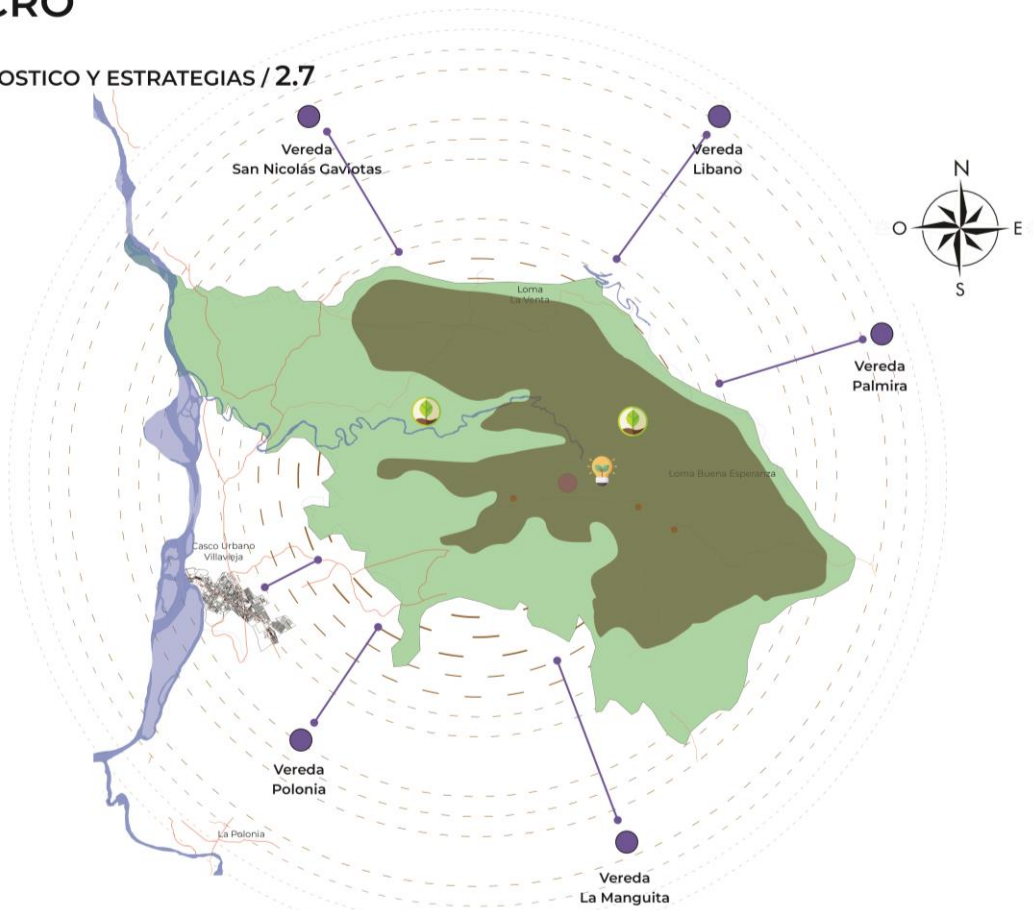 CRO
OSTICO Y ESTRATEGIAS / 2.7
Vereda
San Nicolás Gaviotas
Vereda
Libano
N
O
E
S
Loma
La Venta
Vereda
Palmira
Loma Buena Esperanza
Casco Urbano
Villavieja
Vereda
Polonia
La Polonia
Vereda
La Manguita